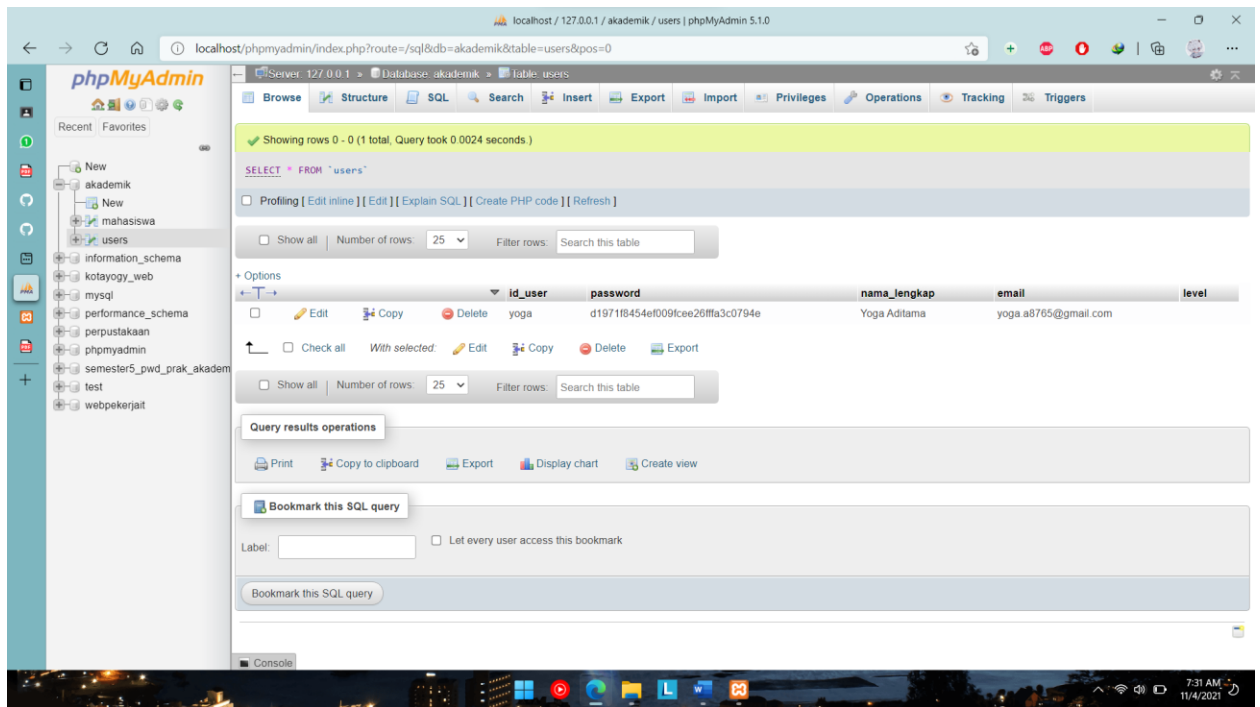 localhost / 127.0.0.1 / akademik / users | phpMyAdmin 5.1.0
localhost/phpmyadmin/index.php?route=/sql&db=akademik&table=users&pos=0
phpMyAdmin
Recent Favorites
New
akademik
New
mahasiswa
users
information_schema
kotayogy_web
mysql
performance_schema
perpustakaan
phpmyadmin
semester5_pwd_prak_akadem
test
webpekerjait
Server: 127.0.0.1 » Database: akademik » Table: users
Browse Structure SQL Search Insert Export Import Privileges Operations Tracking Triggers
Showing rows 0 - 0 (1 total, Query took 0.0024 seconds.)
SELECT * FROM `users`
Profiling [ Edit inline ] [ Edit ] [ Explain SQL ] [ Create PHP code ] [ Refresh ]
Show all | Number of rows: 25 Filter rows: Search this table
+ Options
←T→ id_user password nama_lengkap email level
Edit Copy Delete yoga d1971f8454ef009fcee26fffa3c0794e Yoga Aditama yoga.a8765@gmail.com
Check all With selected: Edit Copy Delete Export
Show all | Number of rows: 25 Filter rows: Search this table
Query results operations
Print Copy to clipboard Export Display chart Create view
Bookmark this SQL query
Label: Let every user access this bookmark
Bookmark this SQL query
Console
7:31 AM
11/4/2021